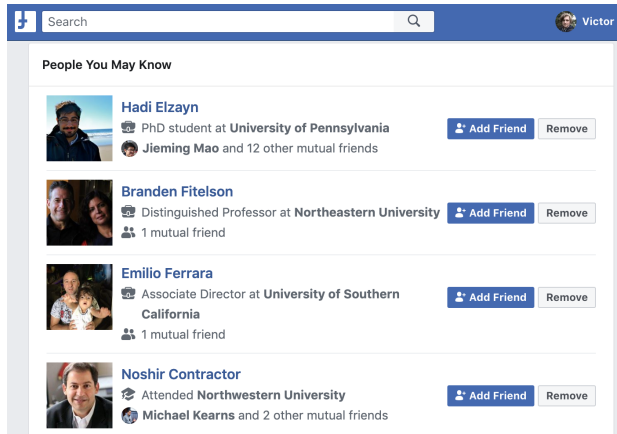 Search
Victor
People You May Know
Hadi Elzayn
PhD student at University of Pennsylvania
Jieming Mao and 12 other mutual friends
Add Friend Remove
Branden Fitelson
Distinguished Professor at Northeastern University
1 mutual friend
Add Friend Remove
Emilio Ferrara
Associate Director at University of Southern
California
1 mutual friend
Add Friend Remove
Noshir Contractor
Attended Northwestern University
Michael Kearns and 2 other mutual friends
Add Friend Remove